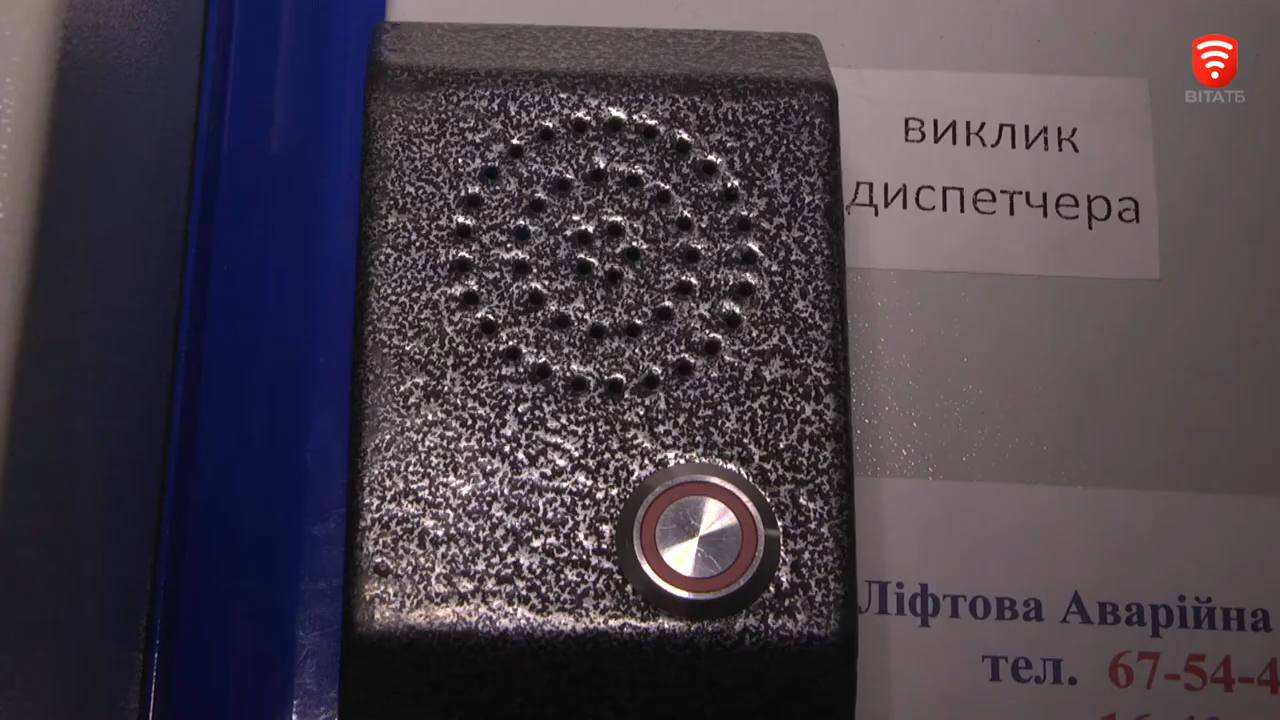 ВІТАТБ
виклик
диспетчера
Ліфтова Аварійна
тел. 67-54-4